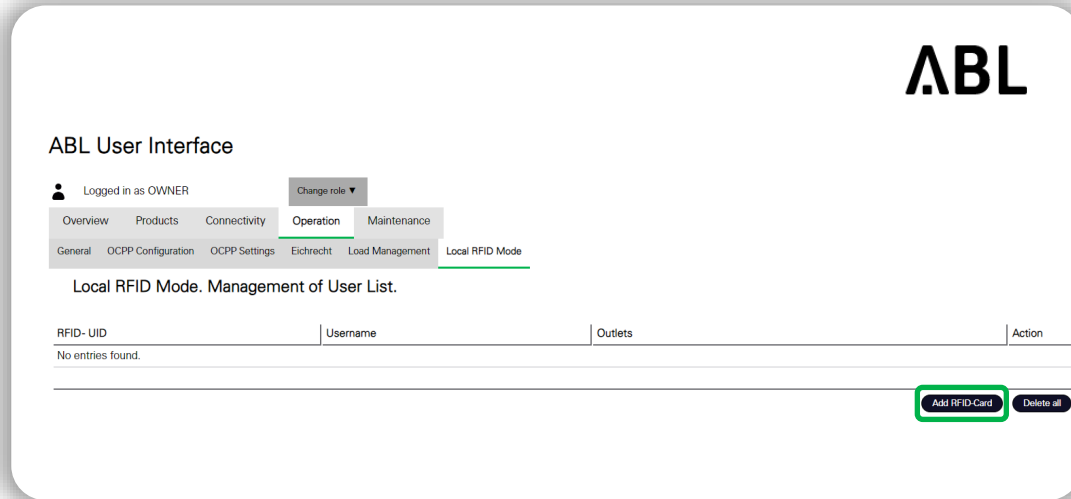 ABL
ABL User Interface
Logged in as OWNER Change role ▼
Overview Products Connectivity Operation Maintenance
General OCPP Configuration OCPP Settings Eichrecht Load Management Local RFID Mode
Local RFID Mode. Management of User List.
RFID- UID Username Outlets Action
No entries found.
Add RFID-Card Delete all